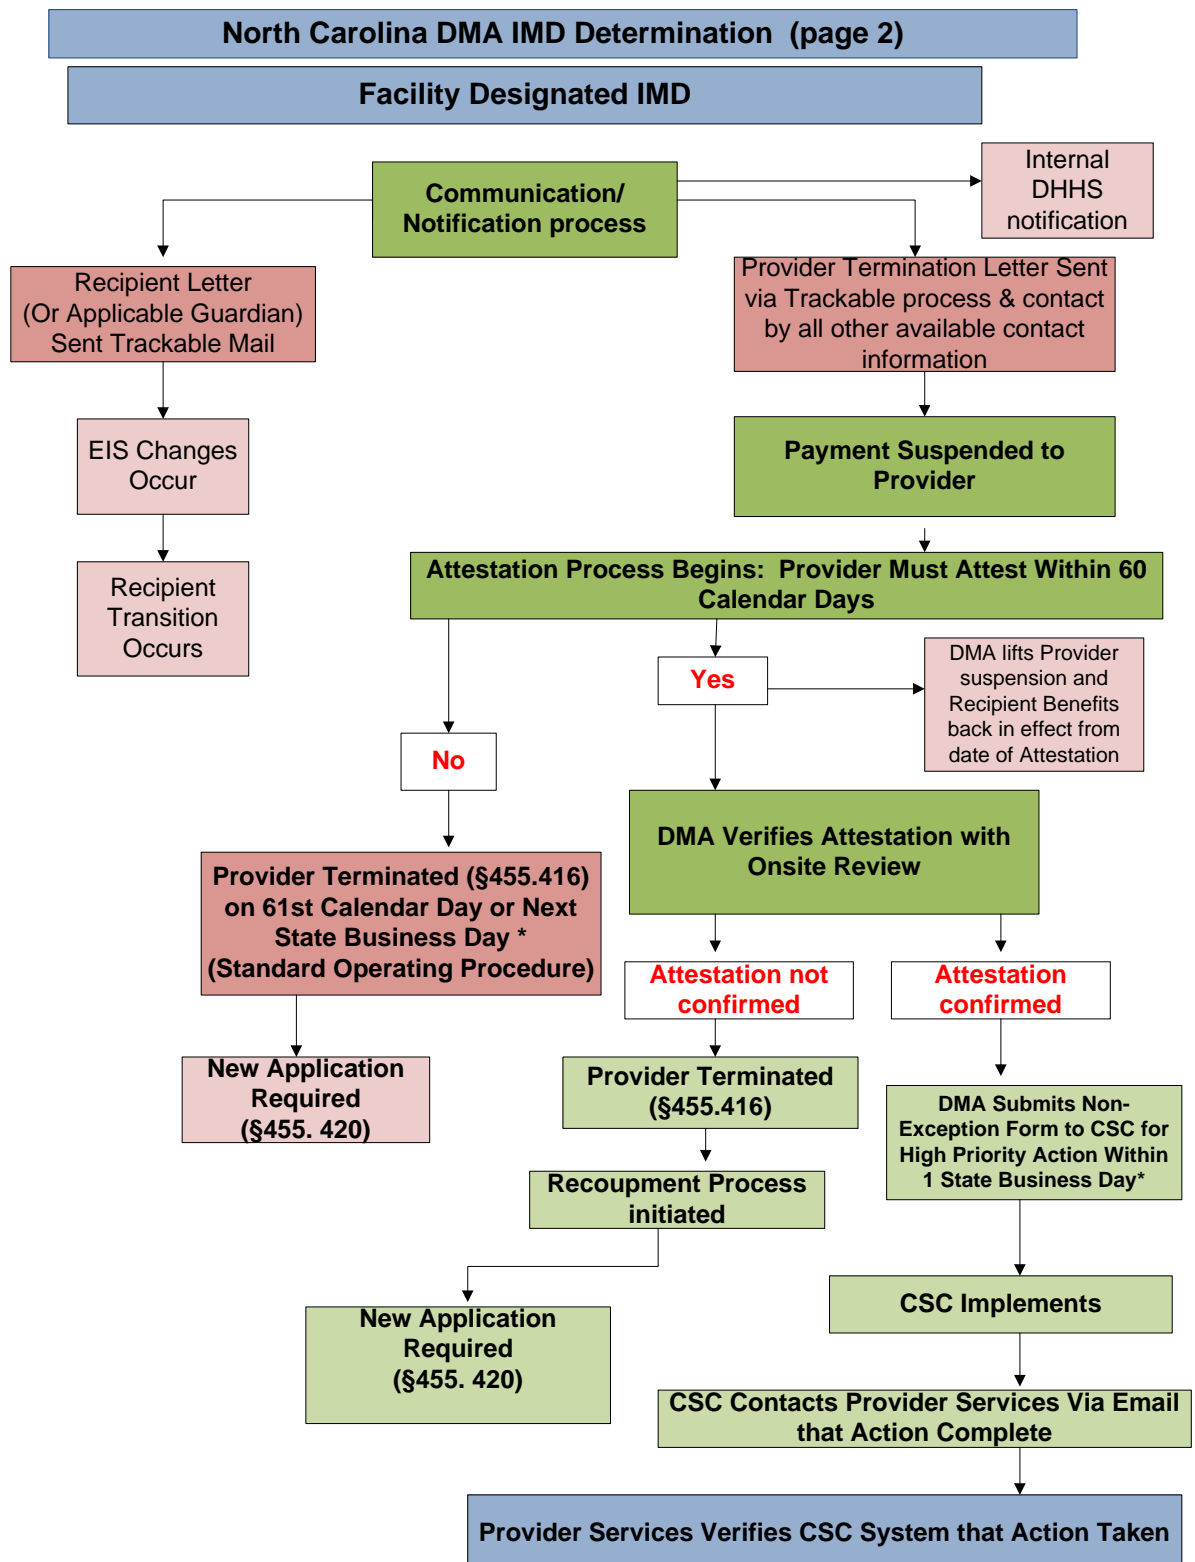 North Carolina DMA IMD Determination  (page 2)
Facility Designated IMD
Communication/
Notification process
Internal
DHHS
notification
Recipient Letter
(Or Applicable Guardian)
Sent Trackable Mail
Provider Termination Letter Sent
via Trackable process & contact
by all other available contact
information
EIS Changes
Occur
Payment Suspended to
Provider
Recipient
Transition
Occurs
Attestation Process Begins:  Provider Must Attest Within 60
Calendar Days
Yes
DMA lifts Provider
suspension and
Recipient Benefits
back in effect from
date of Attestation
No
DMA Verifies Attestation with
Onsite Review
Provider Terminated (§455.416)
on 61st Calendar Day or Next
State Business Day *
(Standard Operating Procedure)
Attestation not
confirmed
Attestation
confirmed
New Application
Required
(§455. 420)
Provider Terminated
(§455.416)
DMA Submits Non-
Exception Form to CSC for
High Priority Action Within
1 State Business Day*
Recoupment Process
initiated
CSC Implements
New Application
Required
(§455. 420)
CSC Contacts Provider Services Via Email
that Action Complete
Provider Services Verifies CSC System that Action Taken